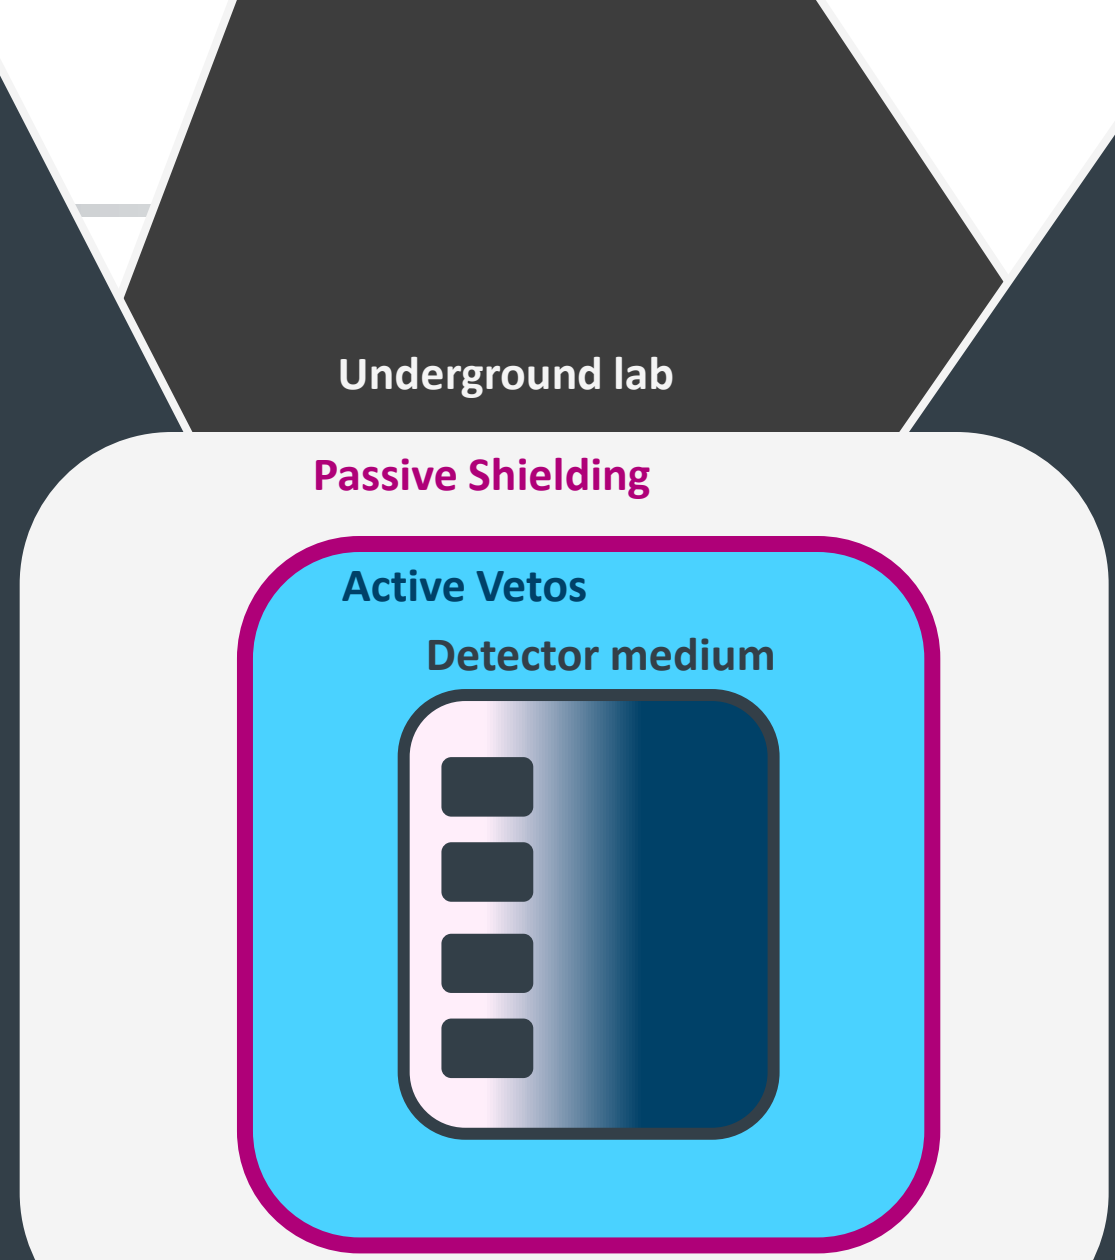 Underground lab
Passive Shielding
Active Vetos
Detector medium